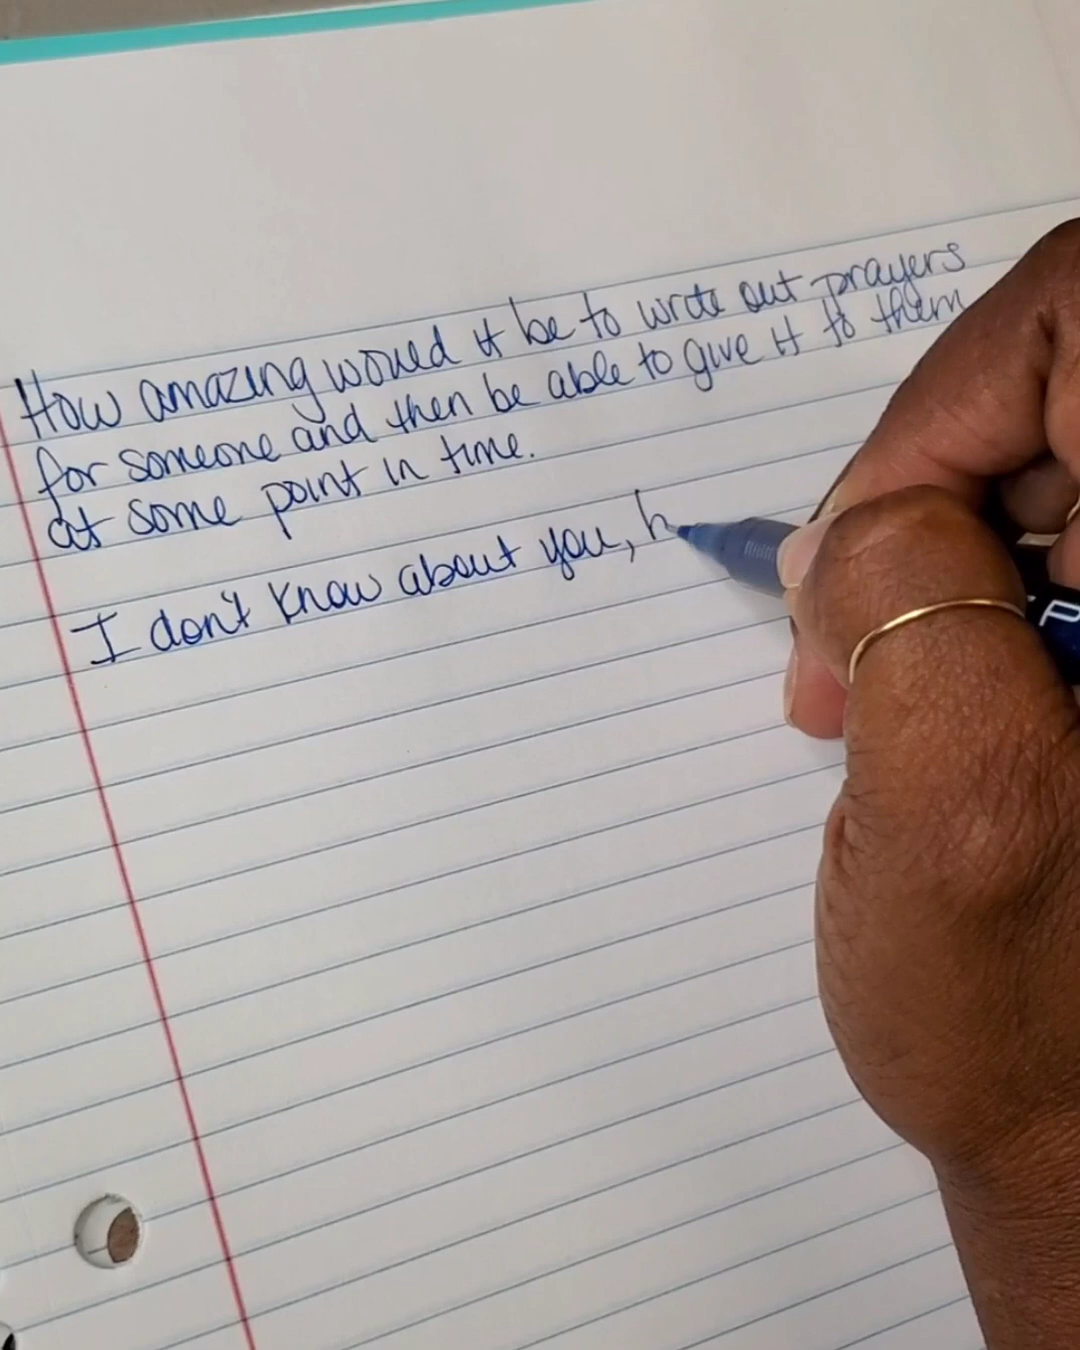 How amazing would it be to write out prayers
for someone and then be able to give it to them
at some point in time.
I don't know about you, h
P